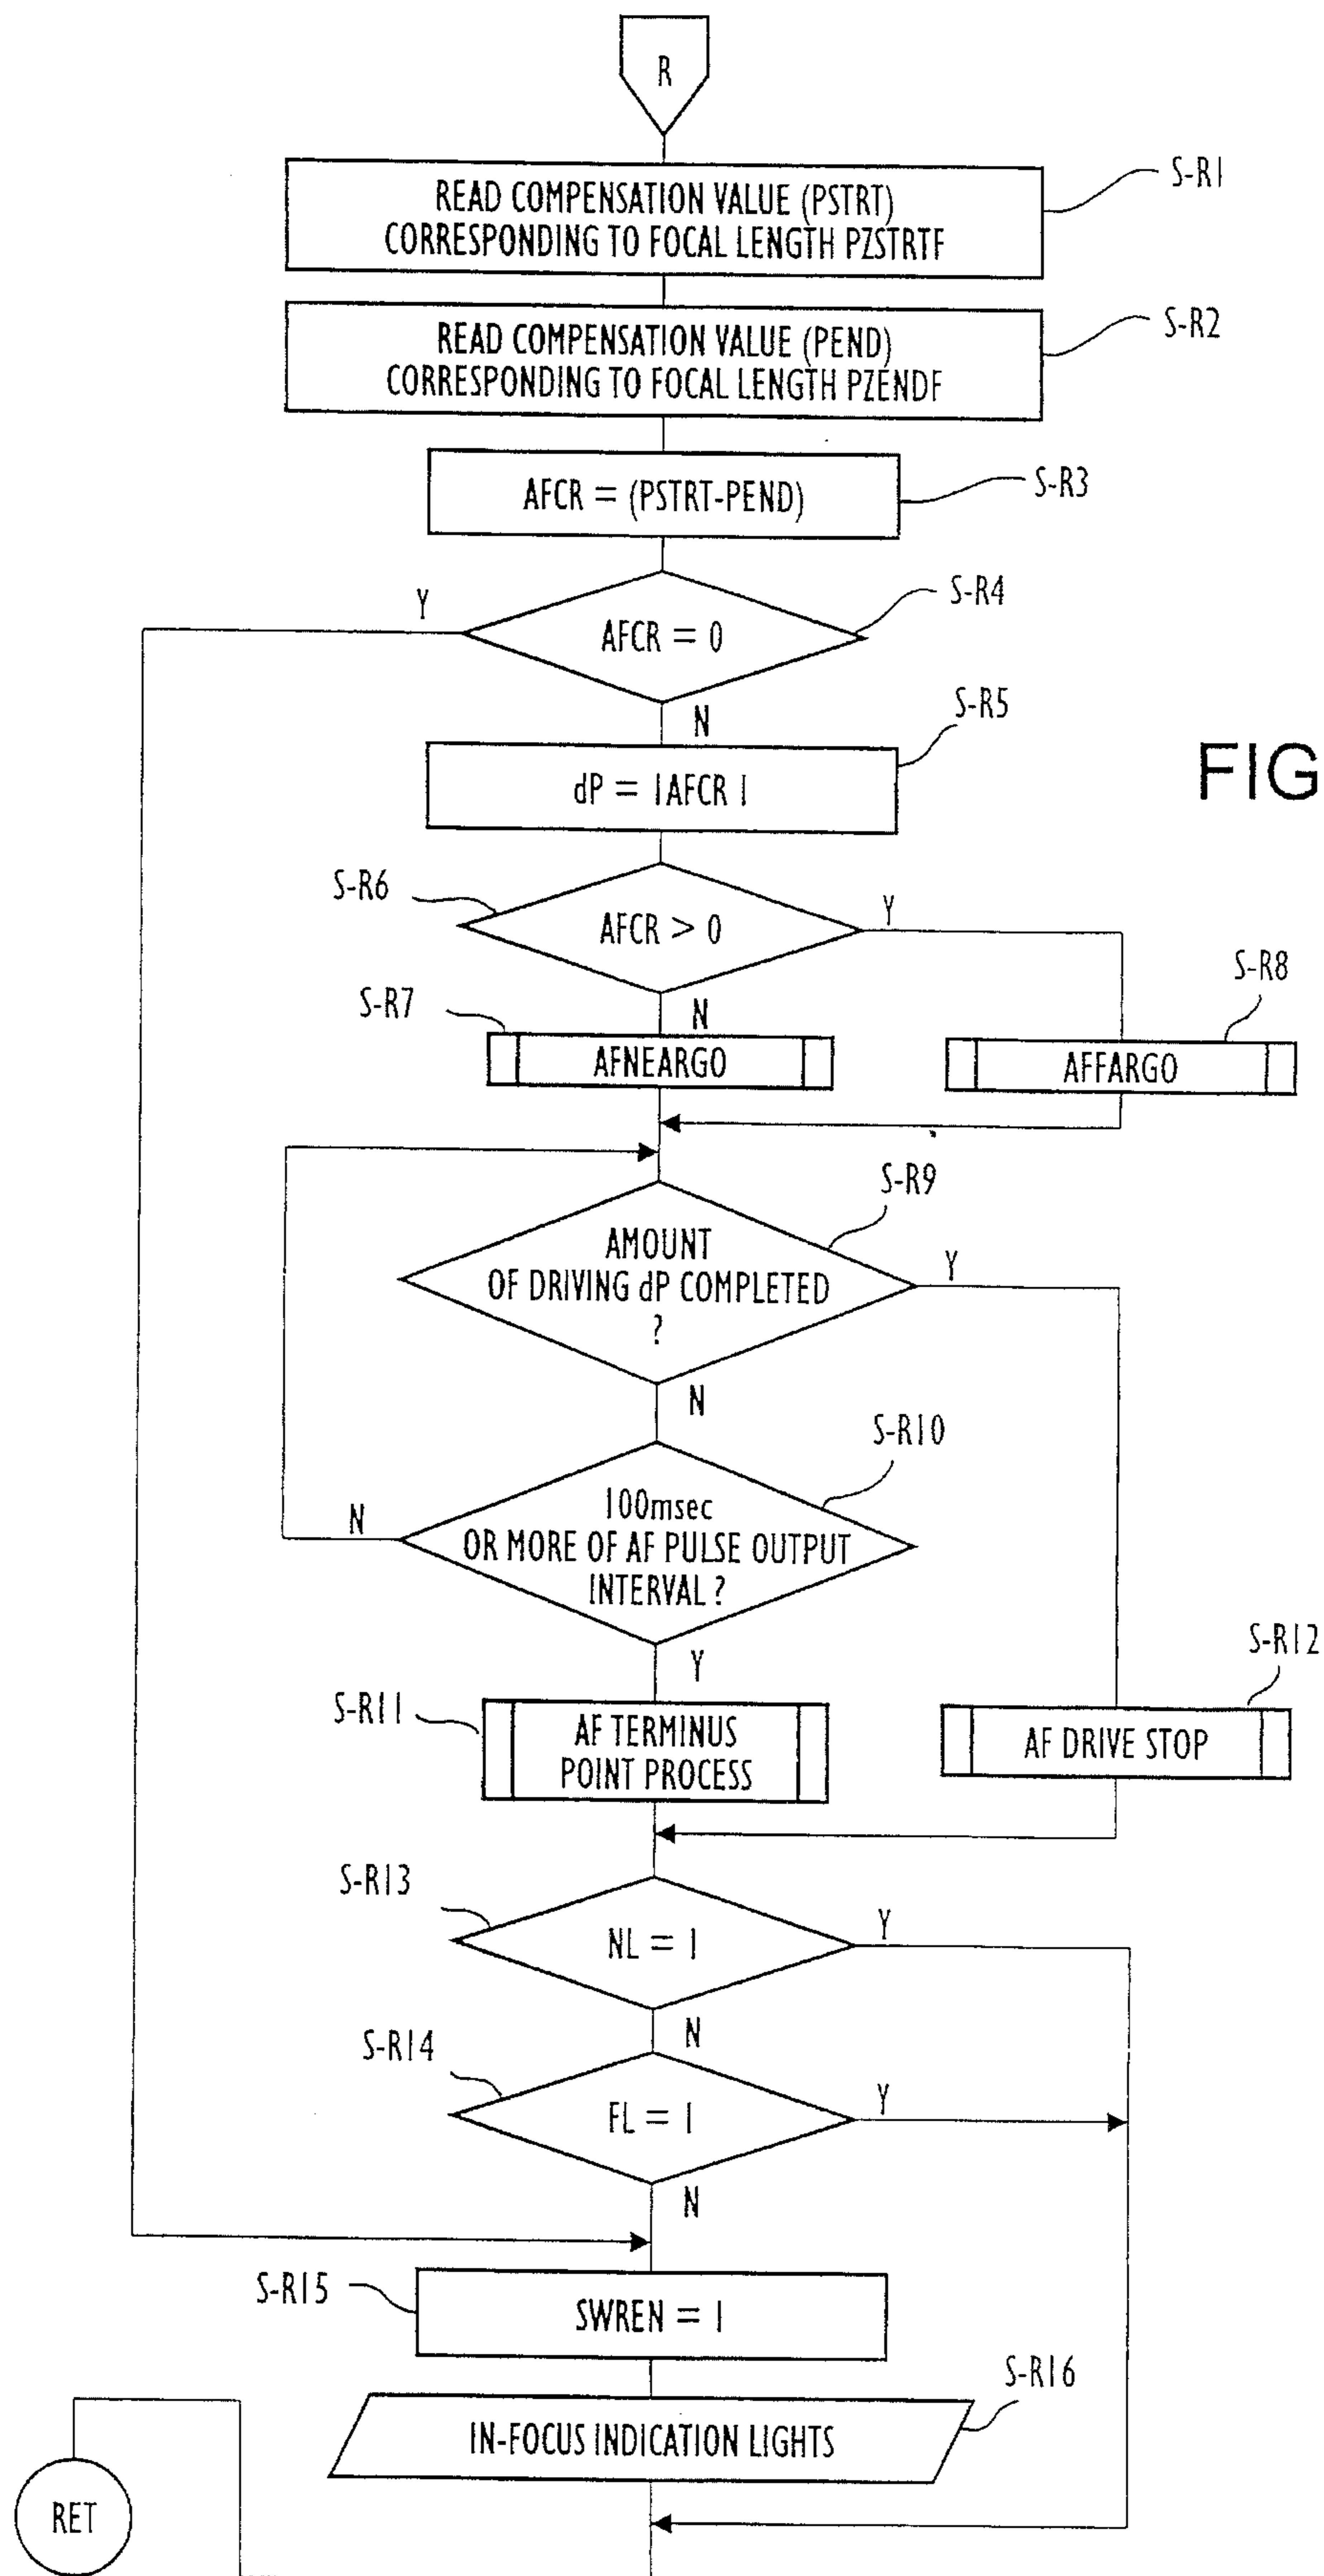 R
READ COMPENSATION VALUE (PSTRT)
CORRESPONDING TO FOCAL LENGTH PZSTRTF
S-R1
READ COMPENSATION VALUE (PEND)
CORRESPONDING TO FOCAL LENGTH PZENDF
S-R2
AFCR = (PSTRT-PEND)
S-R3
Y
AFCR = 0
S-R4
N
dP = |AFCR|
S-R5
FIG
S-R6
AFCR > 0
Y
N
S-R7
AFNEARGO
S-R8
AFFARGO
S-R9
AMOUNT
OF DRIVING dP COMPLETED
?
Y
N
S-R10
100msec
OR MORE OF AF PULSE OUTPUT
INTERVAL ?
N
Y
S-R11
AF TERMINUS
POINT PROCESS
S-R12
AF DRIVE STOP
S-R13
NL = 1
Y
N
S-R14
FL = 1
Y
N
S-R15
SWREN = 1
S-R16
IN-FOCUS INDICATION LIGHTS
RET